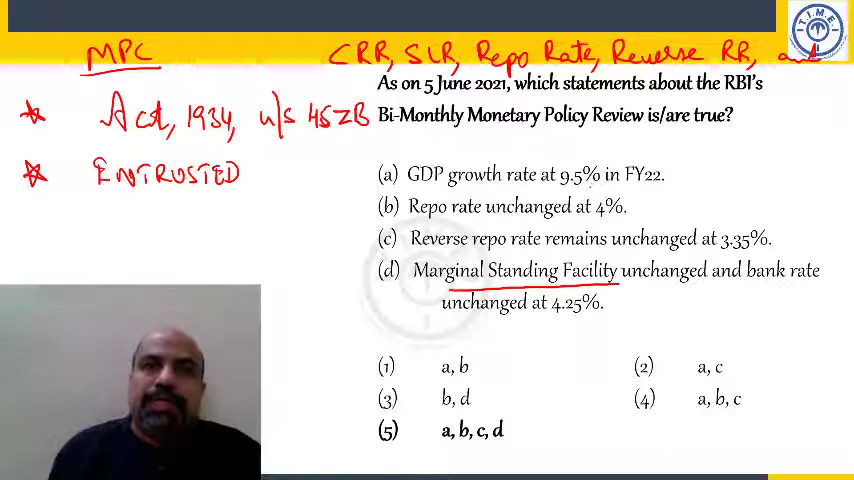 MPC
CRR, SLR, Repo Rate, Reverse RR, and
T.I.M.E.
As on 5 June 2021, which statements about the RBI's
Bi-Monthly Monetary Policy Review is/are true?
★ Act, 1934, u/s 45ZB
★ ENTRUSTED
(a) GDP growth rate at 9.5% in FY22.
(b) Repo rate unchanged at 4%.
(c) Reverse repo rate remains unchanged at 3.35%.
(d) Marginal Standing Facility unchanged and bank rate
unchanged at 4.25%.
(1) a, b (2) a, c
(3) b, d (4) a, b, c
(5) a, b, c, d